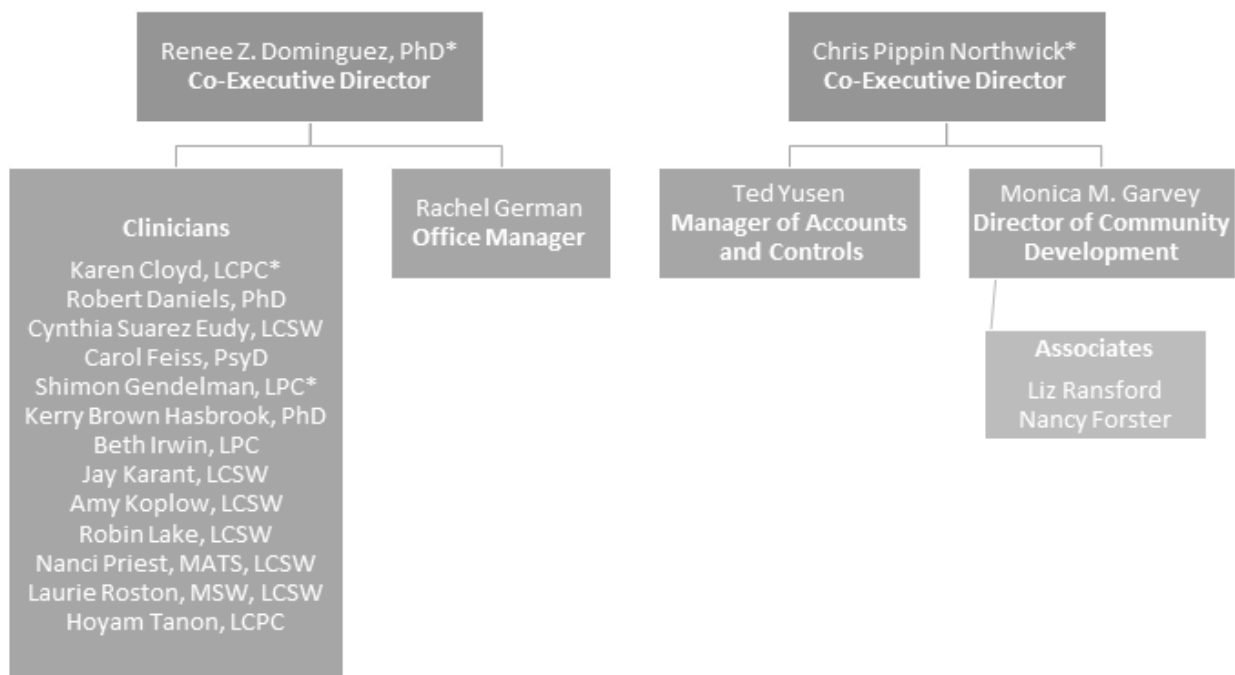 Renee Z. Dominguez, PhD*
Co-Executive Director
Chris Pippin Northwick*
Co-Executive Director
Clinicians
Karen Cloyd, LCPC*
Robert Daniels, PhD
Cynthia Suarez Eudy, LCSW
Carol Feiss, PsyD
Shimon Gendelman, LPC*
Kerry Brown Hasbrook, PhD
Beth Irwin, LPC
Jay Karant, LCSW
Amy Koplow, LCSW
Robin Lake, LCSW
Nanci Priest, MATS, LCSW
Laurie Roston, MSW, LCSW
Hoyam Tanon, LCPC
Rachel German
Office Manager
Ted Yusen
Manager of Accounts
and Controls
Monica M. Garvey
Director of Community
Development
Associates
Liz Ransford
Nancy Forster